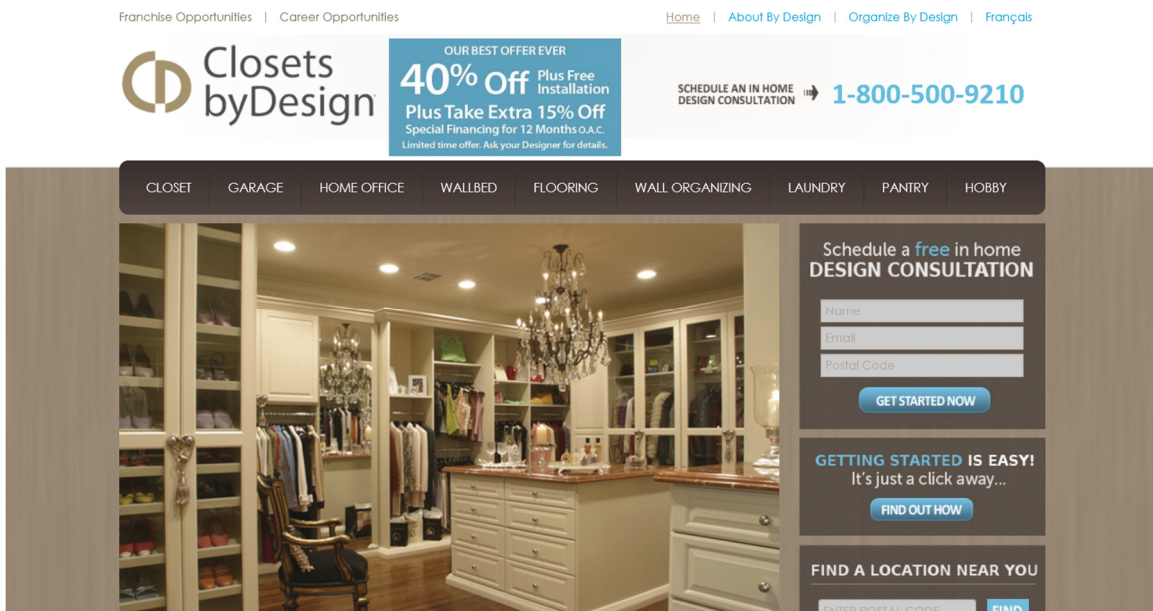 Franchise Opportunities | Career Opportunities
Home | About By Design | Organize By Design | Français
Closets
byDesign
OUR BEST OFFER EVER
40% Off Plus Free Installation
Plus Take Extra 15% Off
Special Financing for 12 Months O.A.C.
Limited time offer. Ask your Designer for details.
SCHEDULE AN IN HOME
DESIGN CONSULTATION
1-800-500-9210
CLOSET GARAGE HOME OFFICE WALLBED FLOORING WALL ORGANIZING LAUNDRY PANTRY HOBBY
Schedule a free in home
DESIGN CONSULTATION
Name
Email
Postal Code
GET STARTED NOW
GETTING STARTED IS EASY!
It's just a click away...
FIND OUT HOW
FIND A LOCATION NEAR YOU
ENTER POSTAL CODE FIND